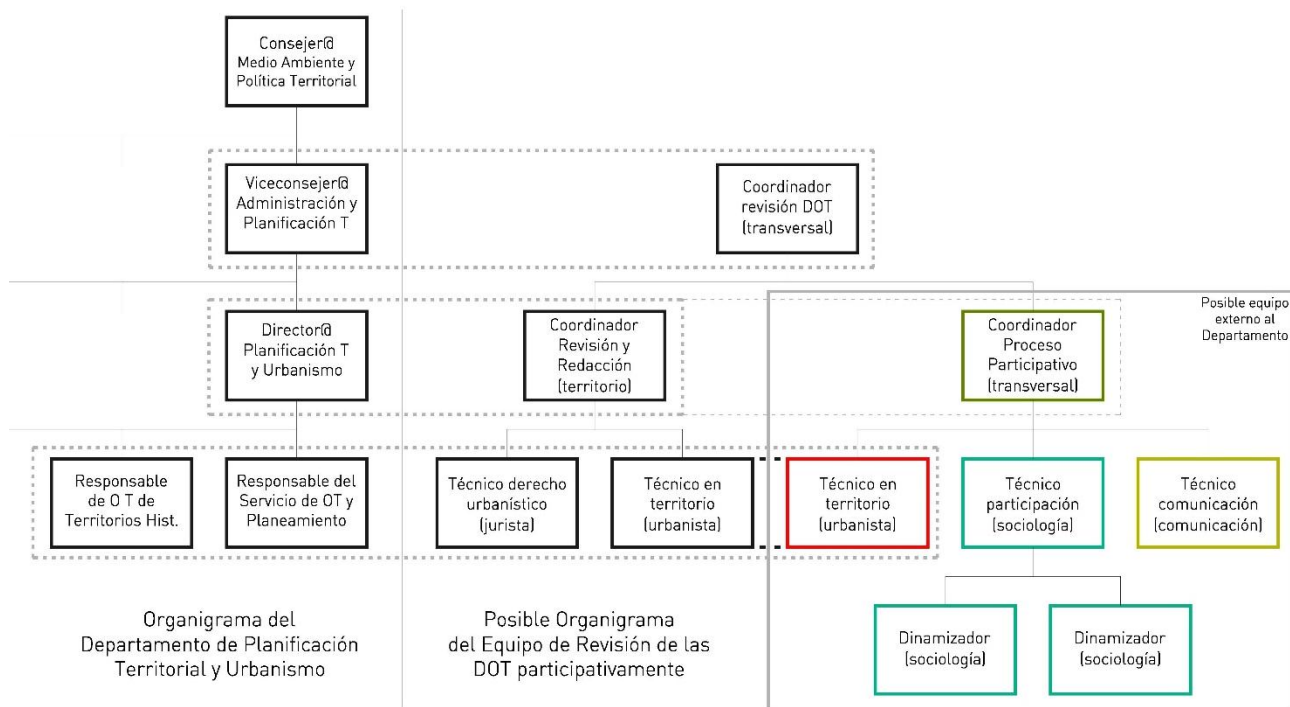 Consejer@
Medio Ambiente y
Política Territorial
Viceconsejer@
Administración y
Planificación T
Coordinador
revisión DOT
(transversal)
Director@
Planificación T
y Urbanismo
Coordinador
Revisión y
Redacción
(territorio)
Coordinador
Proceso
Participativo
(transversal)
Posible equipo
externo al
Departamento
Responsable
de O T de
Territorios Hist.
Responsable del
Servicio de OT y
Planeamiento
Técnico derecho
urbanístico
(jurista)
Técnico en
territorio
(urbanista)
Técnico en
territorio
(urbanista)
Técnico
participación
(sociología)
Técnico
comunicación
(comunicación)
Organigrama del
Departamento de Planificación
Territorial y Urbanismo
Posible Organigrama
del Equipo de Revisión de las
DOT participativamente
Dinamizador
(sociología)
Dinamizador
(sociología)